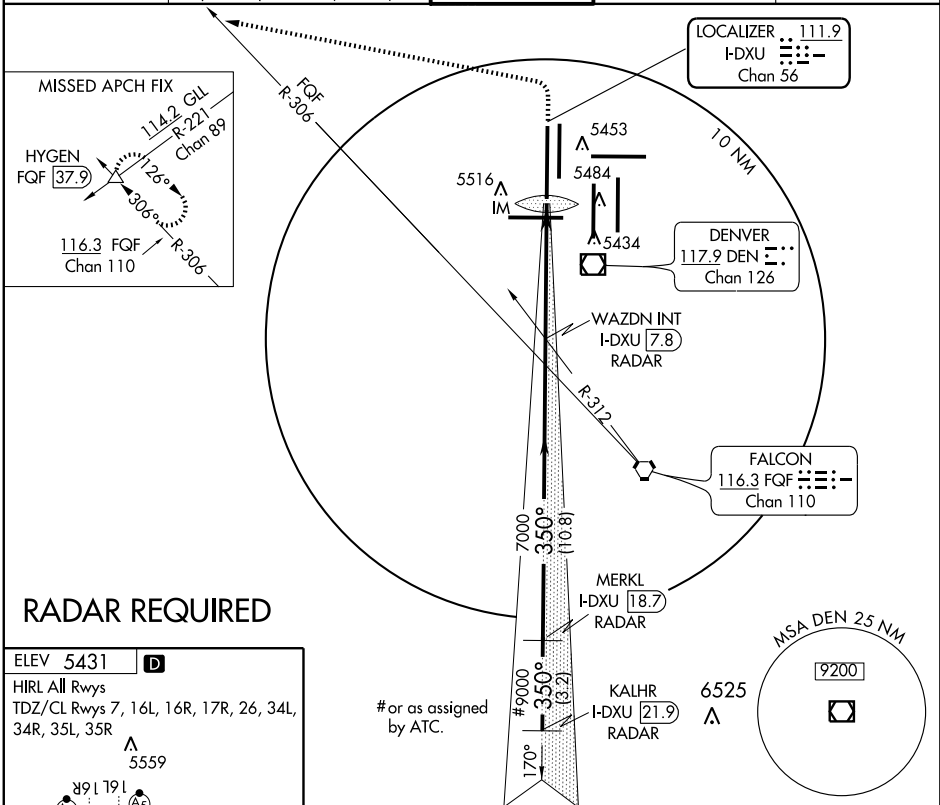 LOCALIZER 111.9
I-DXU
Chan 56
MISSED APCH FIX
114.2 GLL
R-221
Chan 89
HYGEN
FQF 37.9
126°
306°
116.3 FQF
Chan 110
R-306
FQF
R-306
10 NM
5453
5516
5484
IM
5434
DENVER
117.9 DEN
Chan 126
WAZDN INT
I-DXU 7.8
RADAR
R-312
FALCON
116.3 FQF
Chan 110
7000
350°
(10.8)
MERKL
I-DXU 18.7
RADAR
RADAR REQUIRED
MSA DEN 25 NM
9200
ELEV 5431 D
HIRL All Rwys
TDZ/CL Rwys 7, 16L, 16R, 17R, 26, 34L,
34R, 35L, 35R
5559
16R
16L
A5
# or as assigned
by ATC.
#9000
350°
(3.2)
KALHR
I-DXU 21.9
RADAR
6525
170°